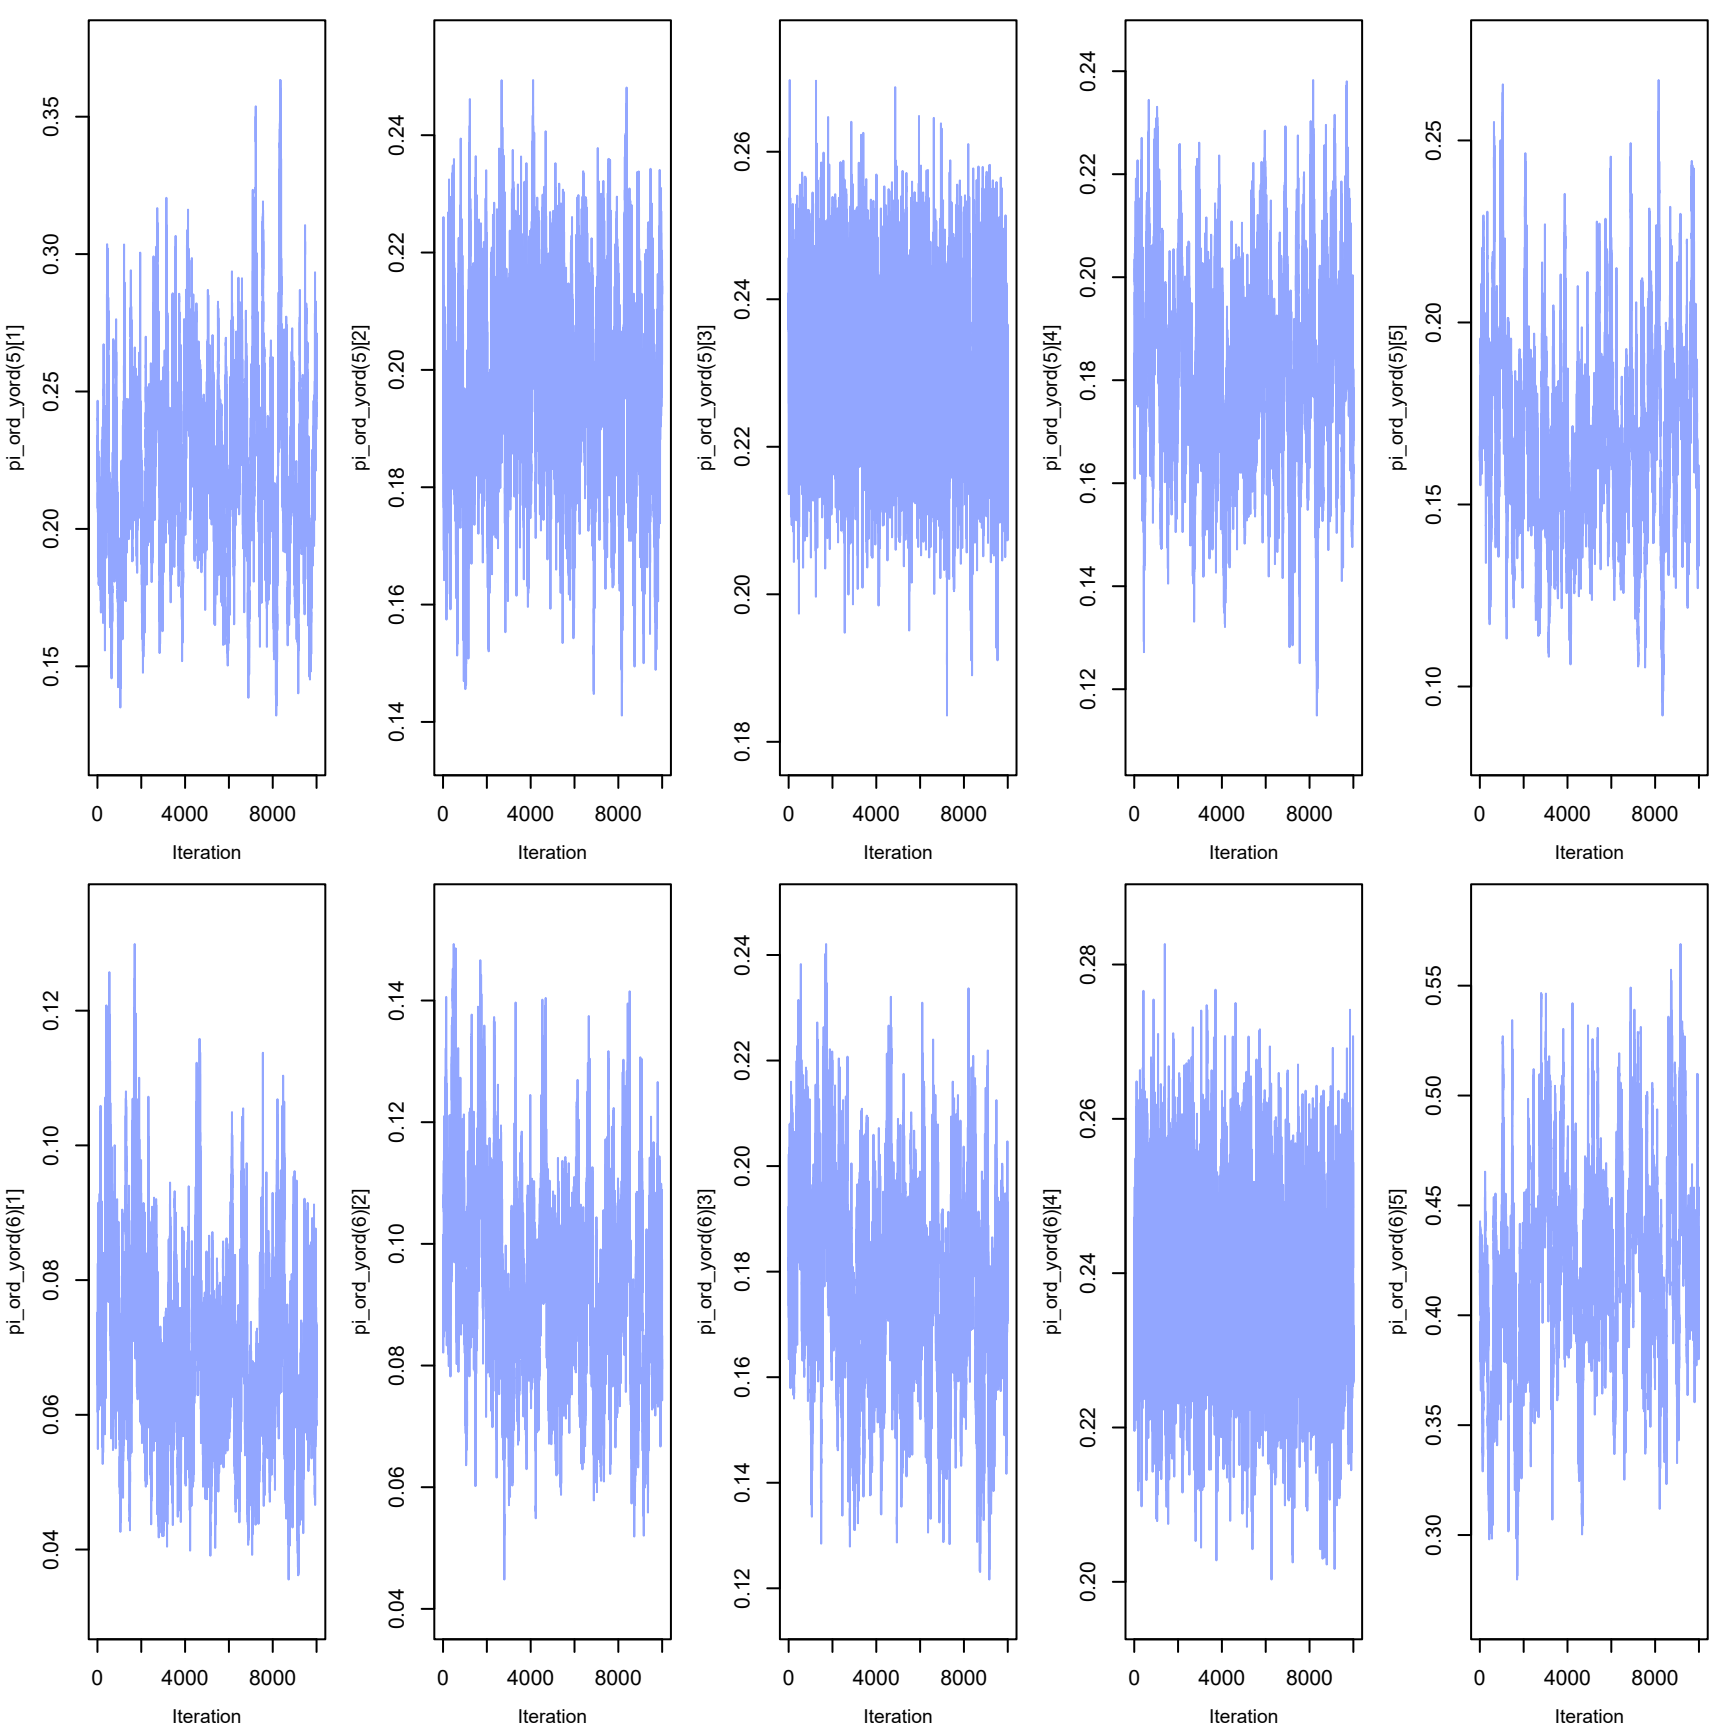 pi_ord_yord(5)[1]
0.15 0.20 0.25 0.30 0.35
0 4000 8000
Iteration
pi_ord_yord(5)[2]
0.14 0.16 0.18 0.20 0.22 0.24
0 4000 8000
Iteration
pi_ord_yord(5)[3]
0.18 0.20 0.22 0.24 0.26
0 4000 8000
Iteration
pi_ord_yord(5)[4]
0.12 0.14 0.16 0.18 0.20 0.22 0.24
0 4000 8000
Iteration
pi_ord_yord(5)[5]
0.10 0.15 0.20 0.25
0 4000 8000
Iteration
pi_ord_yord(6)[1]
0.04 0.06 0.08 0.10 0.12
0 4000 8000
Iteration
pi_ord_yord(6)[2]
0.04 0.06 0.08 0.10 0.12 0.14
0 4000 8000
Iteration
pi_ord_yord(6)[3]
0.12 0.14 0.16 0.18 0.20 0.22 0.24
0 4000 8000
Iteration
pi_ord_yord(6)[4]
0.20 0.22 0.24 0.26 0.28
0 4000 8000
Iteration
pi_ord_yord(6)[5]
0.30 0.35 0.40 0.45 0.50 0.55
0 4000 8000
Iteration